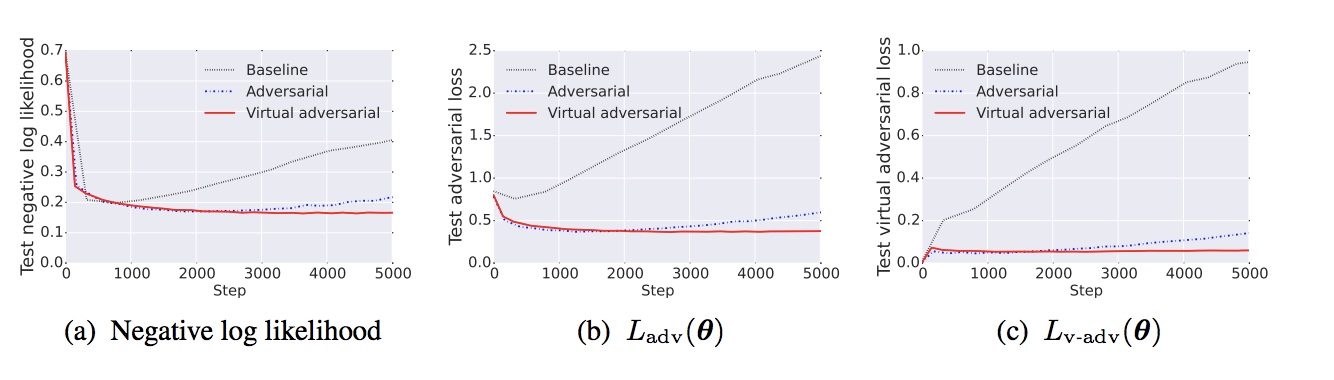 Test negative log likelihood
0.7
0.6
0.5
0.4
0.3
0.2
0.1
0.0
0 1000 2000 3000 4000 5000
Step
Baseline
Adversarial
Virtual adversarial
(a) Negative log likelihood
Test adversarial loss
2.5
2.0
1.5
1.0
0.5
0.0
0 1000 2000 3000 4000 5000
Step
Baseline
Adversarial
Virtual adversarial
(b) L_adv(θ)
Test virtual adversarial loss
1.0
0.8
0.6
0.4
0.2
0.0
0 1000 2000 3000 4000 5000
Step
Baseline
Adversarial
Virtual adversarial
(c) L_v-adv(θ)